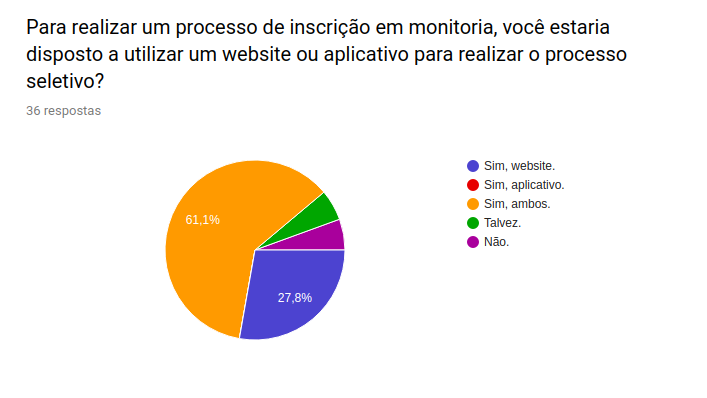 Para realizar um processo de inscrição em monitoria, você estaria
disposto a utilizar um website ou aplicativo para realizar o processo
seletivo?
36 respostas
Sim, website.
Sim, aplicativo.
Sim, ambos.
Talvez.
Não.
61,1%
27,8%